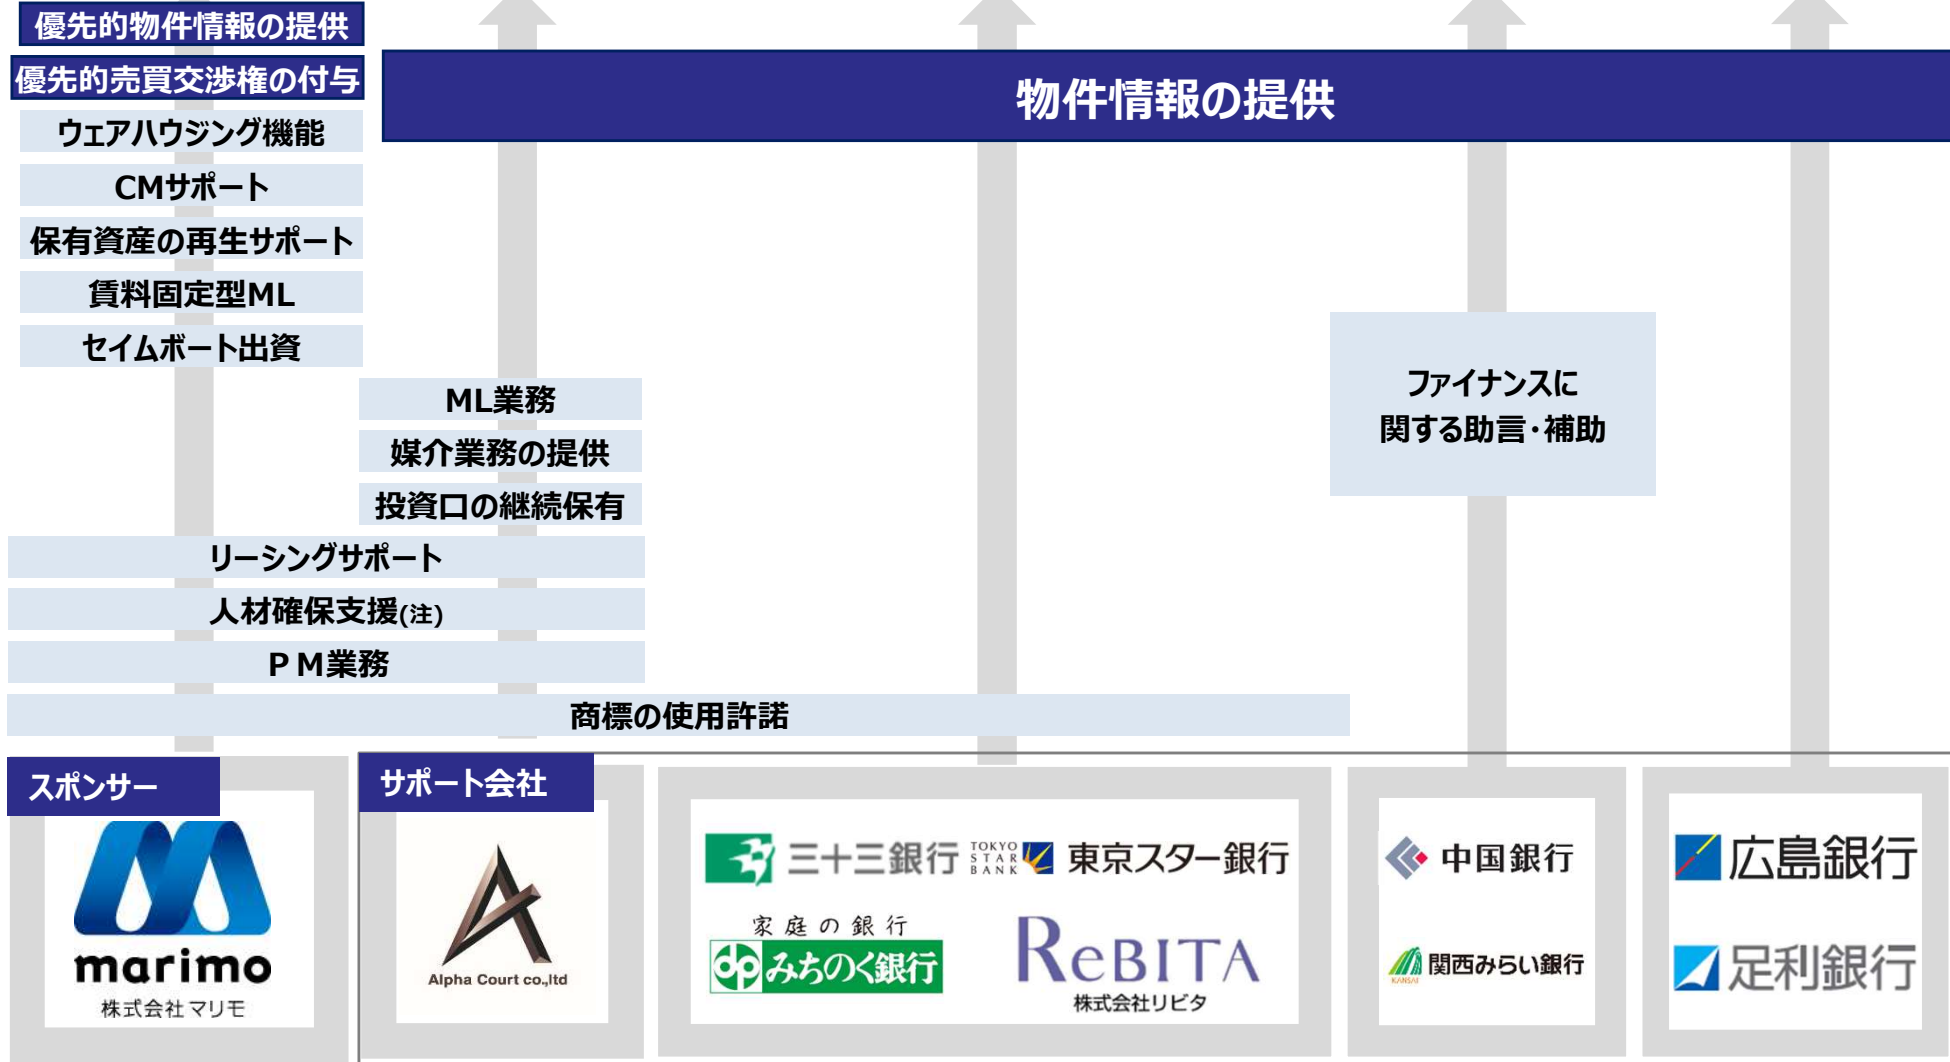 優先的物件情報の提供
優先的売買交渉権の付与
物件情報の提供
ウェアハウジング機能
CMサポート
保有資産の再生サポート
賃料固定型ML
セイムボート出資
ML業務
媒介業務の提供
投資口の継続保有
ファイナンスに
関する助言・補助
リーシングサポート
人材確保支援(注)
ＰＭ業務
商標の使用許諾
スポンサー
marimo
株式会社マリモ
サポート会社
Alpha Court co.,ltd
三十三銀行
TOKYO
STAR
BANK
東京スター銀行
家庭の銀行
みちのく銀行
ReBITA
株式会社リビタ
中国銀行
KANSAI
関西みらい銀行
広島銀行
足利銀行